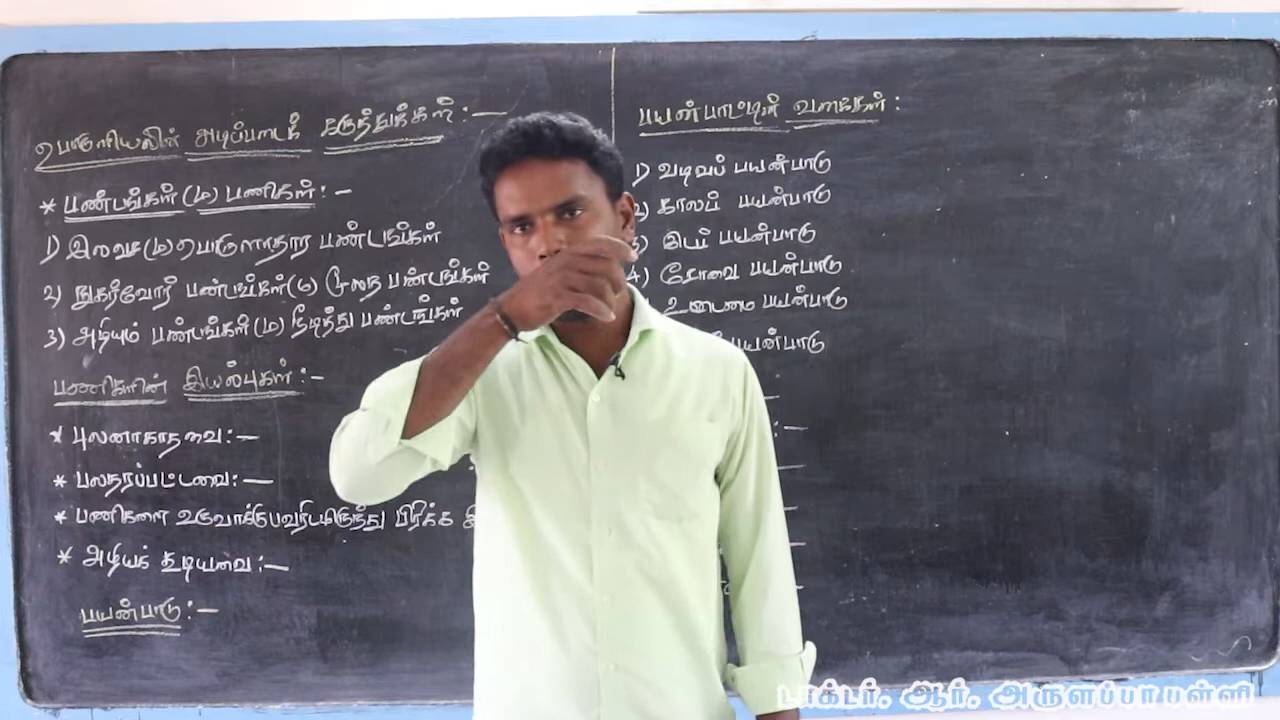 பொருளியலின் அடிப்படைக் கருத்துக்கள்:-
* பண்டங்கள் (ம) பணிகள்:-
1) இலவச (ம) பொருளாதார பண்டங்கள்
2) நுகர்வோர் பண்டங்கள் (ம) மூலதன பண்டங்கள்
3) அழியும் பண்டங்கள் (ம) நீடித்து பண்டங்கள்
பணிகளின் இயல்புகள்:-
* புலனாகாதவை:-
* பலதரப்பட்டவை:-
* பணிகளை உருவாக்குபவரிடமிருந்து பிரிக்க
* அழியக் கூடியவை:-
பயன்பாடு:-
பயன்பாட்டின் வகைகள்:
1) வடிவப் பயன்பாடு
2) காலப் பயன்பாடு
3) இடப் பயன்பாடு
4) சேவை பயன்பாடு
உடைமை பயன்பாடு
பயன்பாடு
டாக்டர். ஆர். அருளப்பா பள்ளி